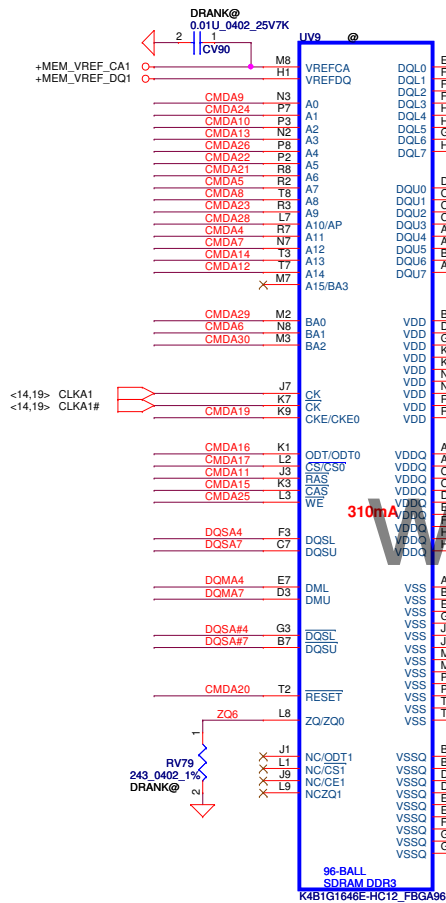 DRANK@
0.01U_0402_25V7K
2 1
CV90
UV9 @
+MEM_VREF_CA1 M8 VREFCA DQL0
+MEM_VREF_DQ1 H1 VREFDQ DQL1
DQL2
CMDA9 N3 A0 DQL3
CMDA24 P7 A1 DQL4
CMDA10 P3 A2 DQL5
CMDA13 N2 A3 DQL6
CMDA26 P8 A4 DQL7
CMDA22 P2 A5
CMDA21 R8 A6
CMDA5 R2 A7 DQU0
CMDA8 T8 A8 DQU1
CMDA23 R3 A9 DQU2
CMDA28 L7 A10/AP DQU3
CMDA4 R7 A11 DQU4
CMDA7 N7 A12 DQU5
CMDA14 T3 A13 DQU6
CMDA12 T7 A14 DQU7
M7 A15/BA3
CMDA29 M2 BA0 VDD
CMDA6 N8 BA1 VDD
CMDA30 M3 BA2 VDD
VDD
VDD
VDD
<14,19> CLKA1 J7 CK VDD
<14,19> CLKA1# K7 CK VDD
CMDA19 K9 CKE/CKE0 VDD
CMDA16 K1 ODT/ODT0 VDDQ
CMDA17 L2 CS/CS0 VDDQ
CMDA11 J3 RAS VDDQ
CMDA15 K3 CAS VDDQ
CMDA25 L3 WE VDDQ
310mA VDDQ
VDDQ
DQSA4 F3 DQSL VDDQ
DQSA7 C7 DQSU VDDQ
DQMA4 E7 DML VSS
DQMA7 D3 DMU VSS
VSS
VSS
DQSA#4 G3 DQSL VSS
DQSA#7 B7 DQSU VSS
VSS
VSS
VSS
CMDA20 T2 RESET VSS
VSS
ZQ6 L8 ZQ/ZQ0 VSS
1
J1 NC/ODT1 VSSQ
RV79 L1 NC/CS1 VSSQ
243_0402_1% J9 NC/CE1 VSSQ
DRANK@ 2 L9 NCZQ1 VSSQ
VSSQ
VSSQ
VSSQ
VSSQ
VSSQ
96-BALL
SDRAM DDR3
K4B1G1646E-HC12_FBGA96